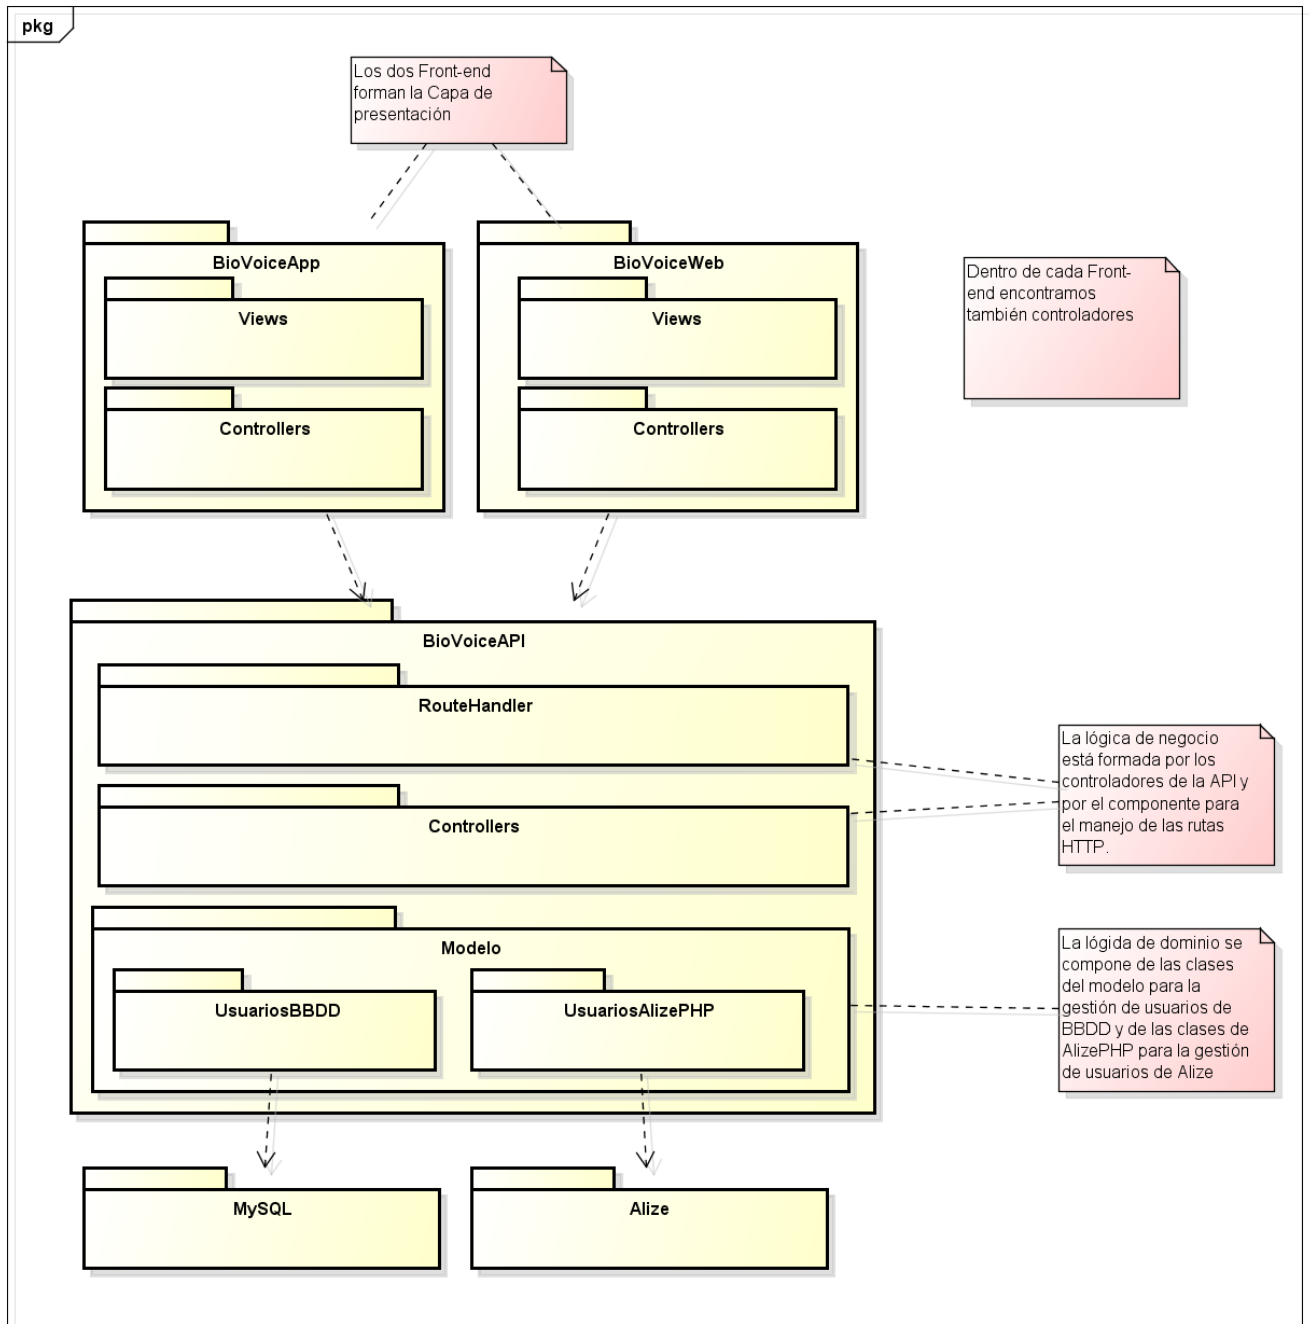 pkg
Los dos Front-end
forman la Capa de
presentación
BioVoiceApp
Views
Controllers
BioVoiceWeb
Views
Controllers
Dentro de cada Front-
end encontramos
también controladores
BioVoiceAPI
RouteHandler
Controllers
La lógica de negocio
está formada por los
controladores de la API y
por el componente para
el manejo de las rutas
HTTP.
Modelo
UsuariosBBDD
UsuariosAlizePHP
La lógida de dominio se
compone de las clases
del modelo para la
gestión de usuarios de
BBDD y de las clases de
AlizePHP para la gestión
de usuarios de Alize
MySQL
Alize